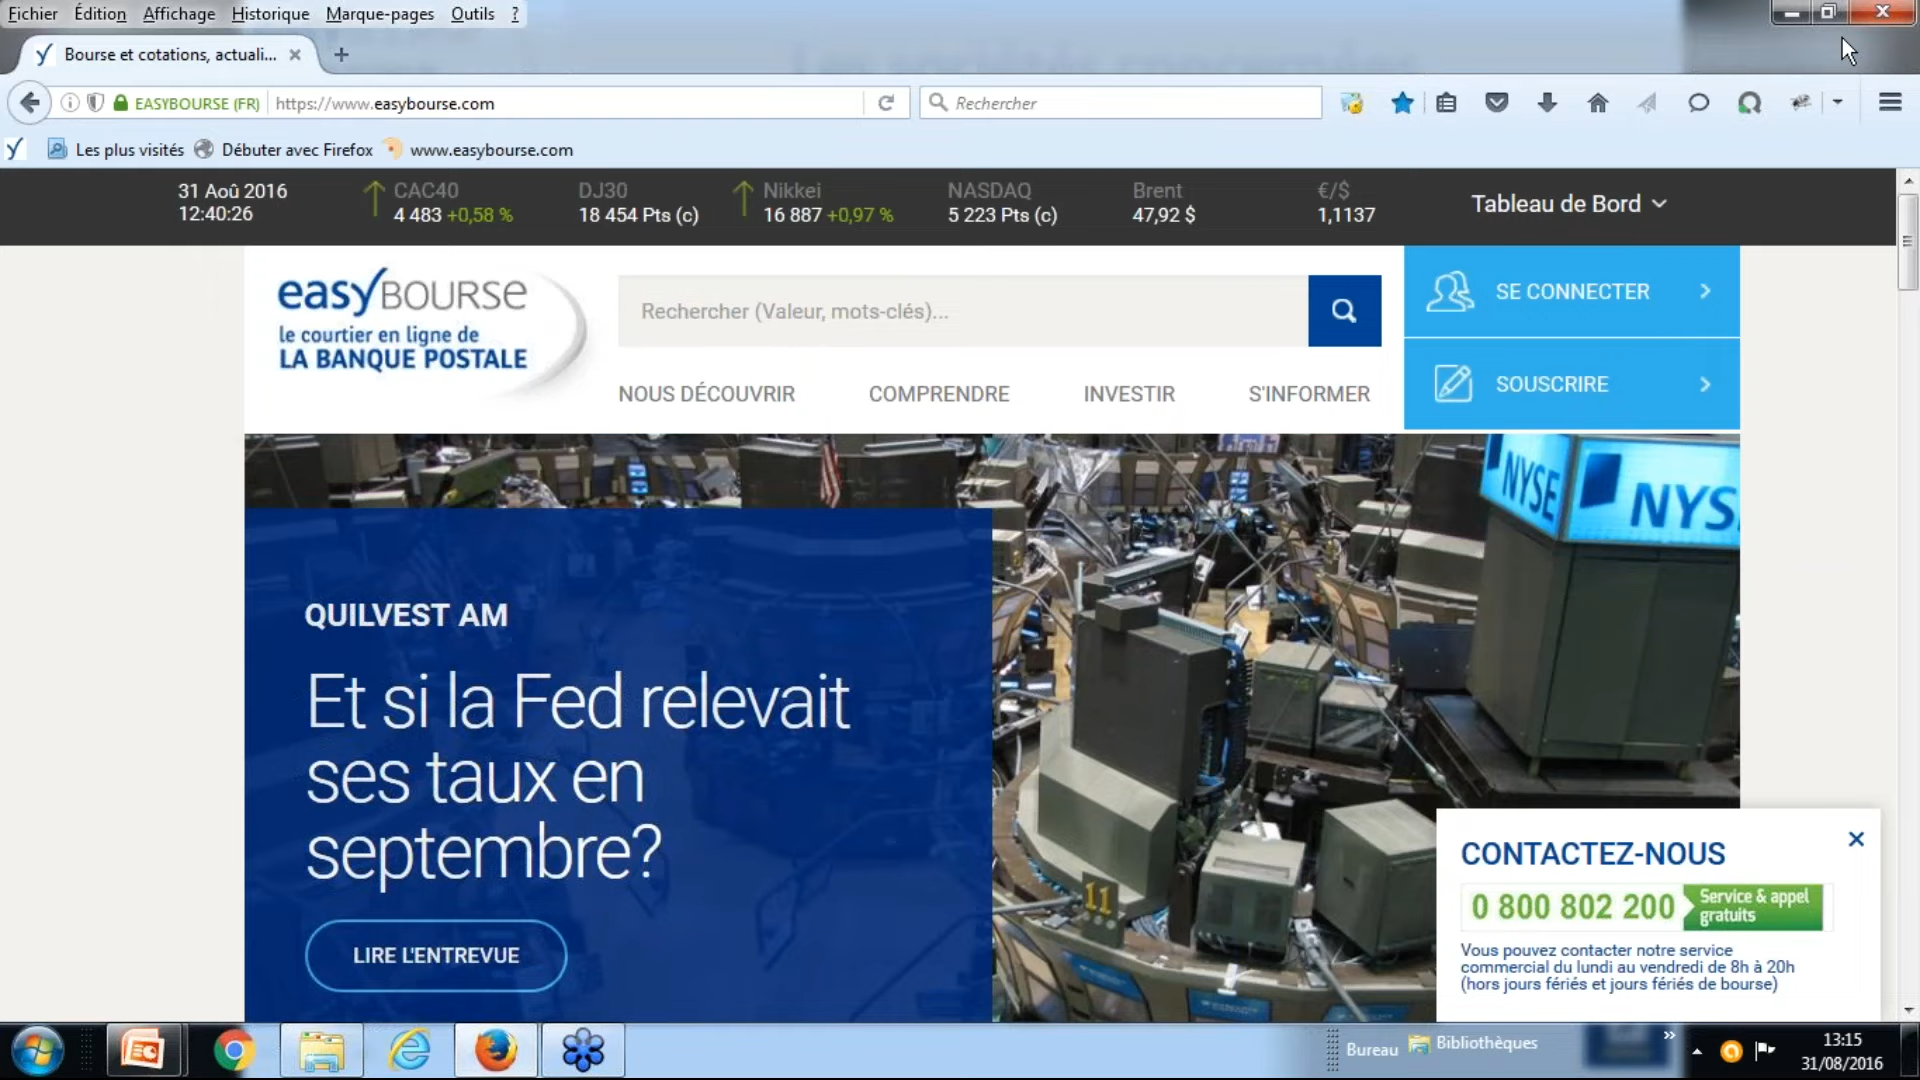 Fichier Édition Affichage Historique Marque-pages Outils ?
Bourse et cotations, actuali...
EASYBOURSE (FR) https://www.easybourse.com Rechercher
Les plus visités Débuter avec Firefox www.easybourse.com
31 Aoû 2016
12:40:26
CAC40
4 483 +0,58 %
DJ30
18 454 Pts (c)
Nikkei
16 887 +0,97 %
NASDAQ
5 223 Pts (c)
Brent
47,92 $
€/$
1,1137
Tableau de Bord
easyBOURSE
le courtier en ligne de
LA BANQUE POSTALE
Rechercher (Valeur, mots-clés)...
SE CONNECTER
SOUSCRIRE
NOUS DÉCOUVRIR COMPRENDRE INVESTIR S'INFORMER
NYSE
NYS
QUILVEST AM
Et si la Fed relevait
ses taux en
septembre?
LIRE L'ENTREVUE
11
CONTACTEZ-NOUS
0 800 802 200
Service & appel
gratuits
Vous pouvez contacter notre service
commercial du lundi au vendredi de 8h à 20h
(hors jours fériés et jours fériés de bourse)
Bureau Bibliothèques
13:15
31/08/2016